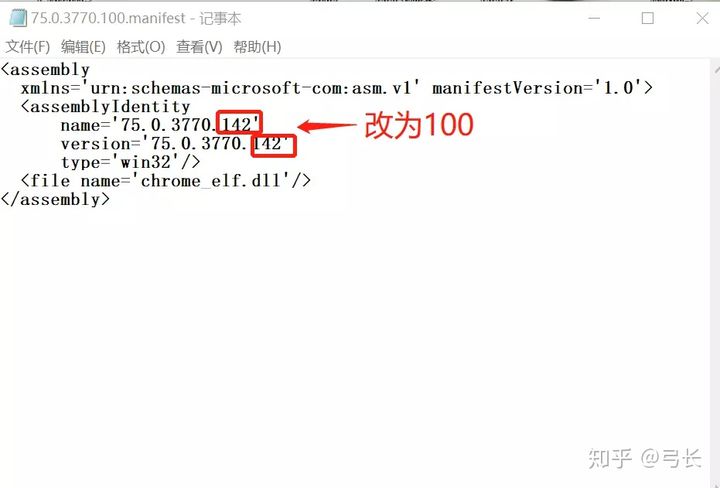 75.0.3770.100.manifest - 记事本
文件(F) 编辑(E) 格式(O) 查看(V) 帮助(H)
<assembly
xmlns='urn:schemas-microsoft-com:asm.v1' manifestVersion='1.0'>
<assemblyIdentity
name='75.0.3770.142'
改为100
version='75.0.3770.142'
type='win32'/>
<file name='chrome_elf.dll'/>
</assembly>
知乎 @弓长